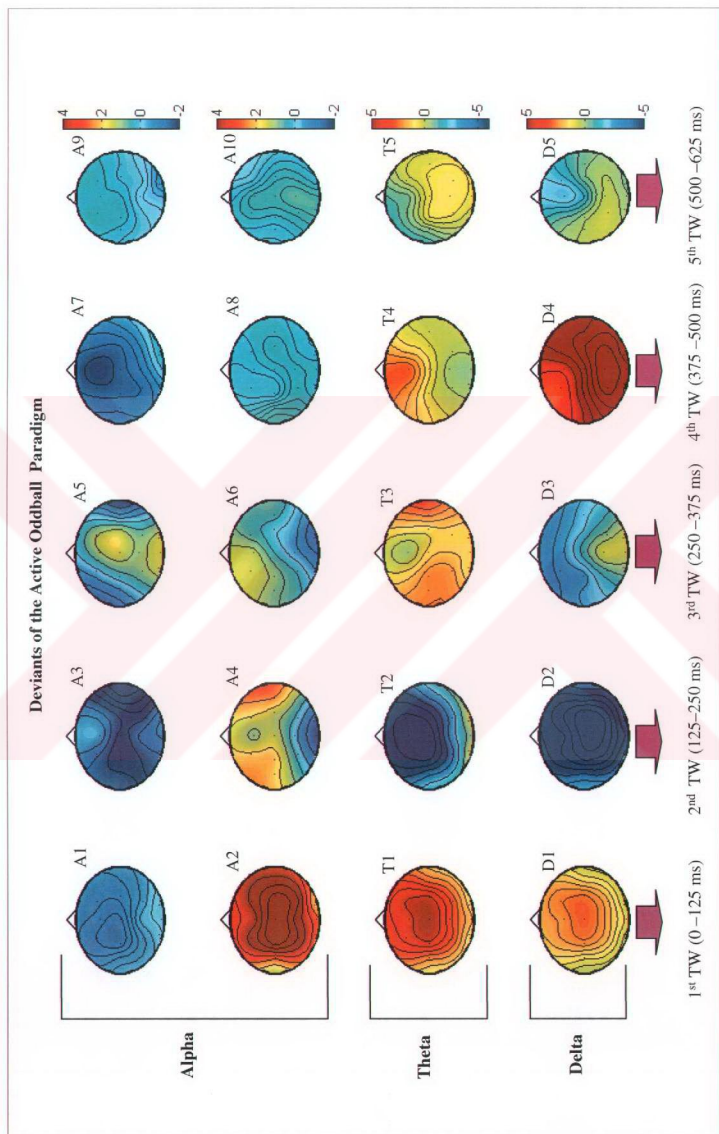 Deviants of the Active Oddball Paradigm
Alpha
A1 A3 A5 A7 A9
4
2
0
-2
A2 A4 A6 A8 A10
4
2
0
-2
Theta
T1 T2 T3 T4 T5
5
0
-5
Delta
D1 D2 D3 D4 D5
5
0
-5
1st TW (0 –125 ms) 2nd TW (125–250 ms) 3rd TW (250 –375 ms) 4th TW (375 –500 ms) 5th TW (500 –625 ms)